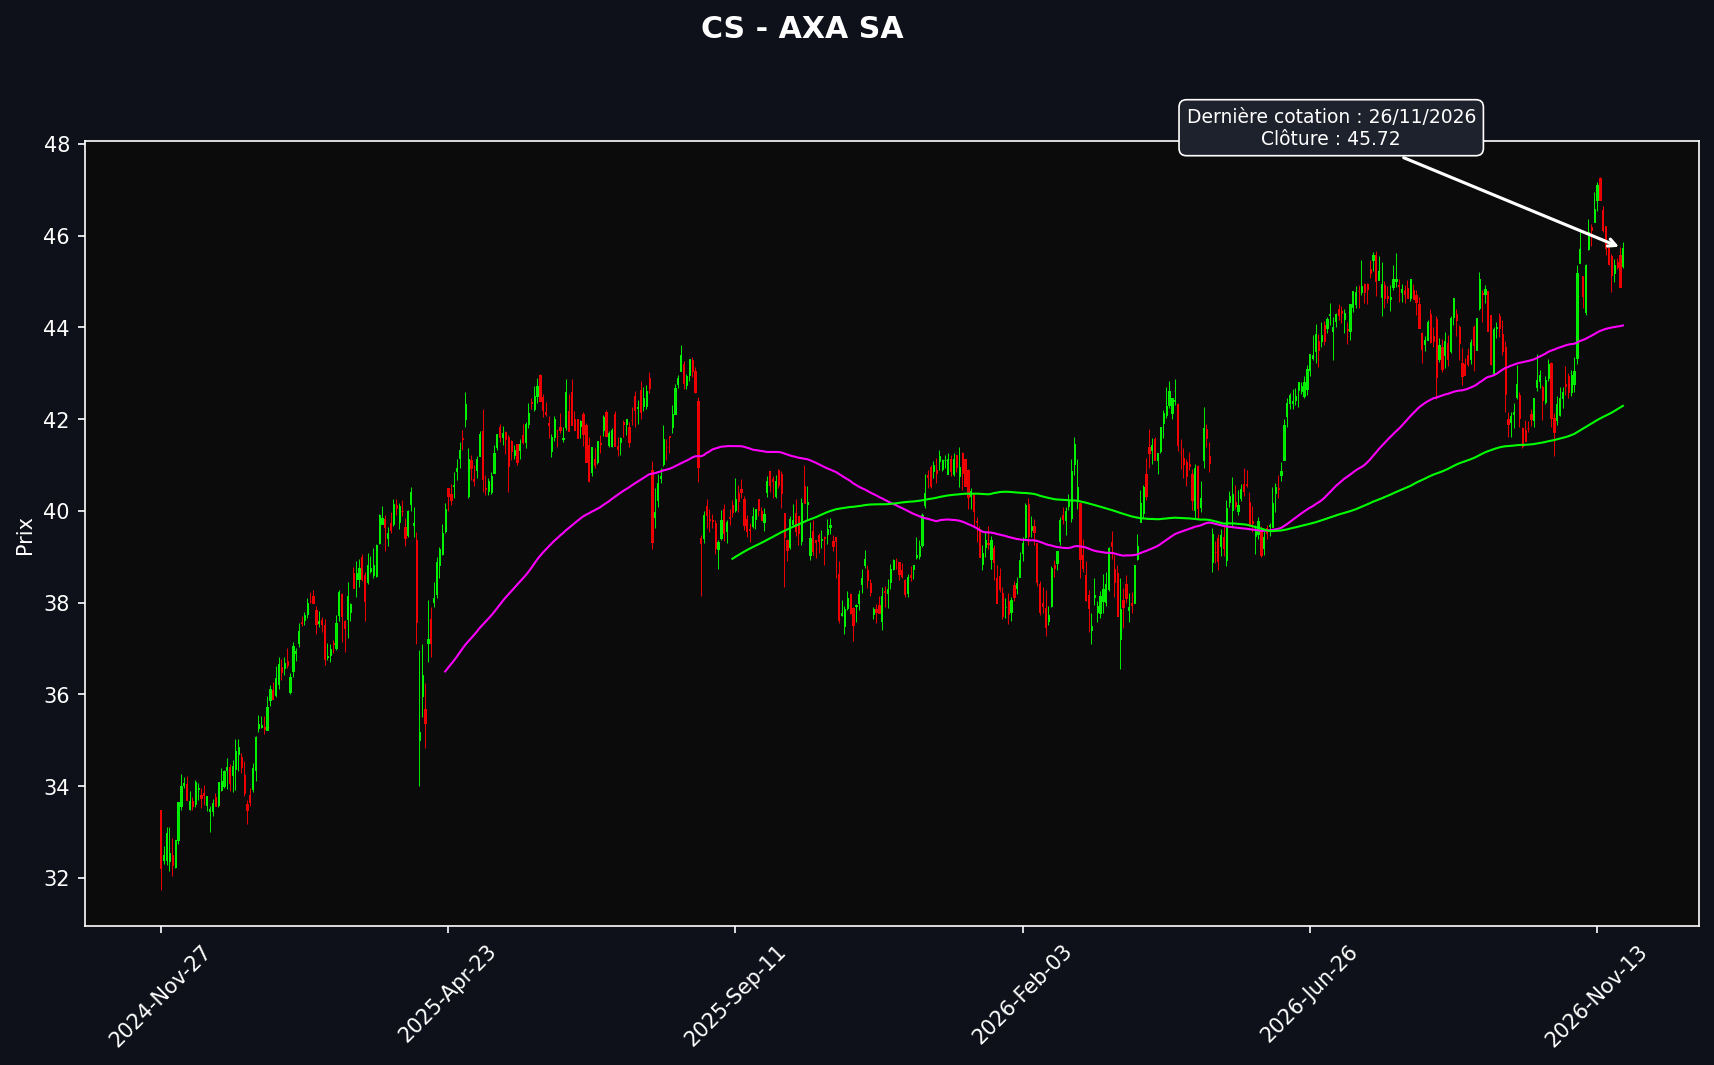 CS - AXA SA
Dernière cotation : 26/11/2026
Clôture : 45.72
48
46
44
42
40
38
36
34
32
Prix
2024-Nov-27
2025-Apr-23
2025-Sep-11
2026-Feb-03
2026-Jun-26
2026-Nov-13